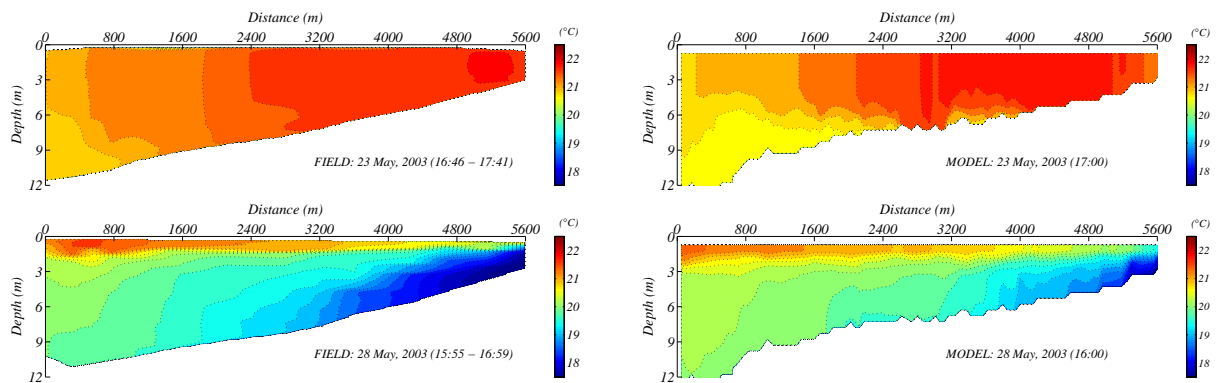 Distance (m)
0 800 1600 2400 3200 4000 4800 5600
(°C)
Depth (m)
0
3
6
9
12
22
21
20
19
18
FIELD: 23 May, 2003 (16:46 – 17:41)
Distance (m)
0 800 1600 2400 3200 4000 4800 5600
(°C)
Depth (m)
0
3
6
9
12
22
21
20
19
18
MODEL: 23 May, 2003 (17:00)
Distance (m)
0 800 1600 2400 3200 4000 4800 5600
(°C)
Depth (m)
0
3
6
9
12
22
21
20
19
18
FIELD: 28 May, 2003 (15:55 – 16:59)
Distance (m)
0 800 1600 2400 3200 4000 4800 5600
(°C)
Depth (m)
0
3
6
9
12
22
21
20
19
18
MODEL: 28 May, 2003 (16:00)